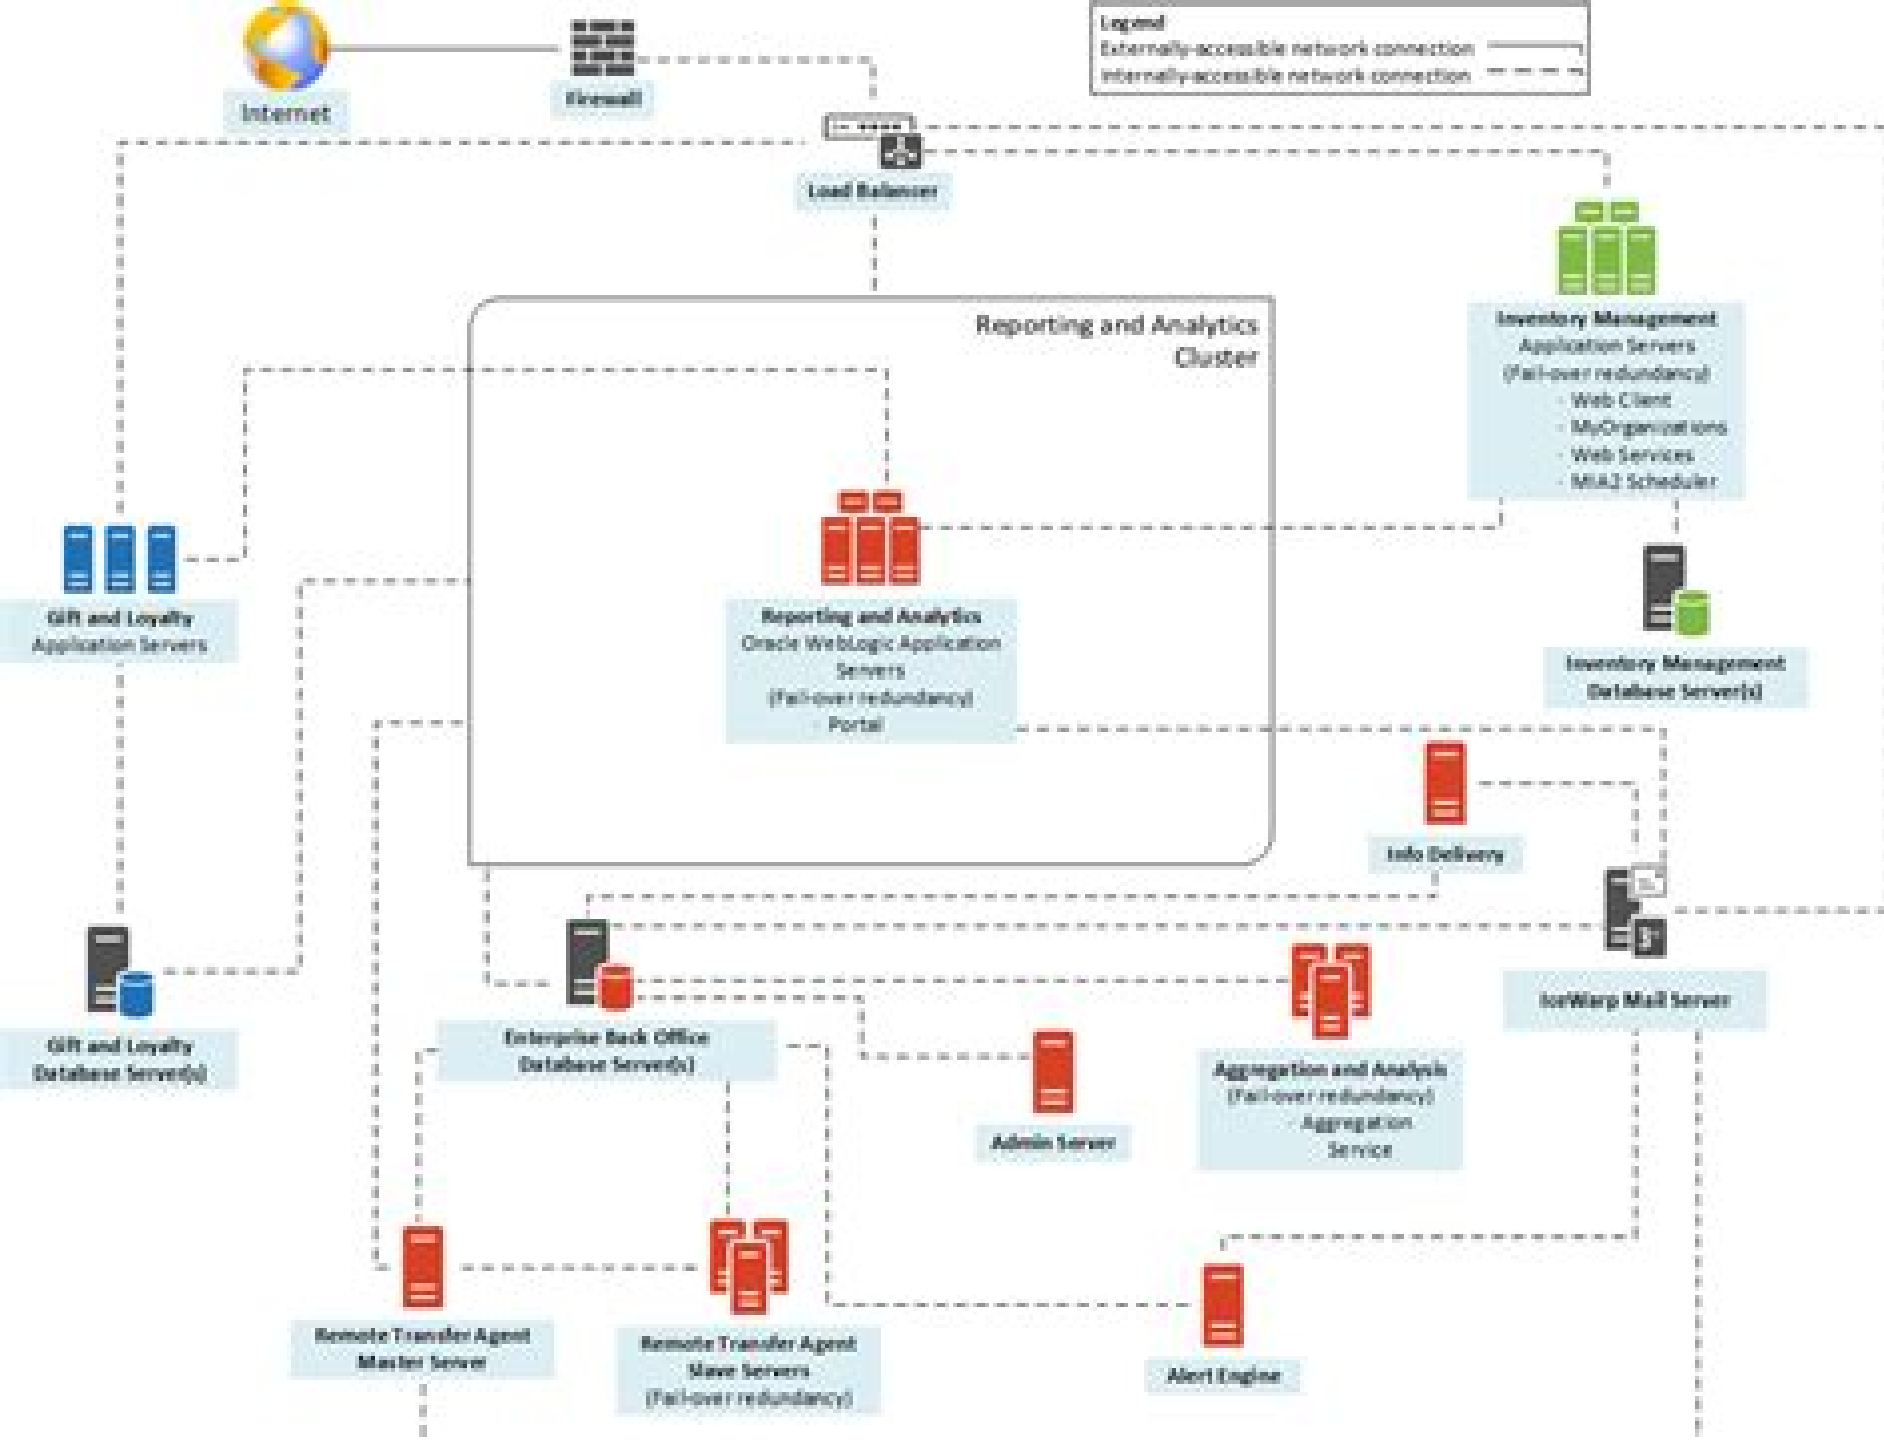 Legend
Externally-accessible network connection
Internally-accessible network connection
Internet
Firewall
Load Balancer
Reporting and Analytics
Cluster
Inventory Management
Application Servers
(Fail-over redundancy)
- Web Client
- MyOrganizations
- Web Services
- MIA2 Scheduler
Gift and Loyalty
Application Servers
Reporting and Analytics
Oracle WebLogic Application
Servers
(Fail-over redundancy)
- Portal
Inventory Management
Database Server(s)
Info Delivery
IceWarp Mail Server
Gift and Loyalty
Database Server(s)
Enterprise Back Office
Database Server(s)
Admin Server
Aggregation and Analysis
(Fail-over redundancy)
- Aggregation
Service
Remote Transfer Agent
Master Server
Remote Transfer Agent
Slave Servers
(Fail-over redundancy)
Alert Engine